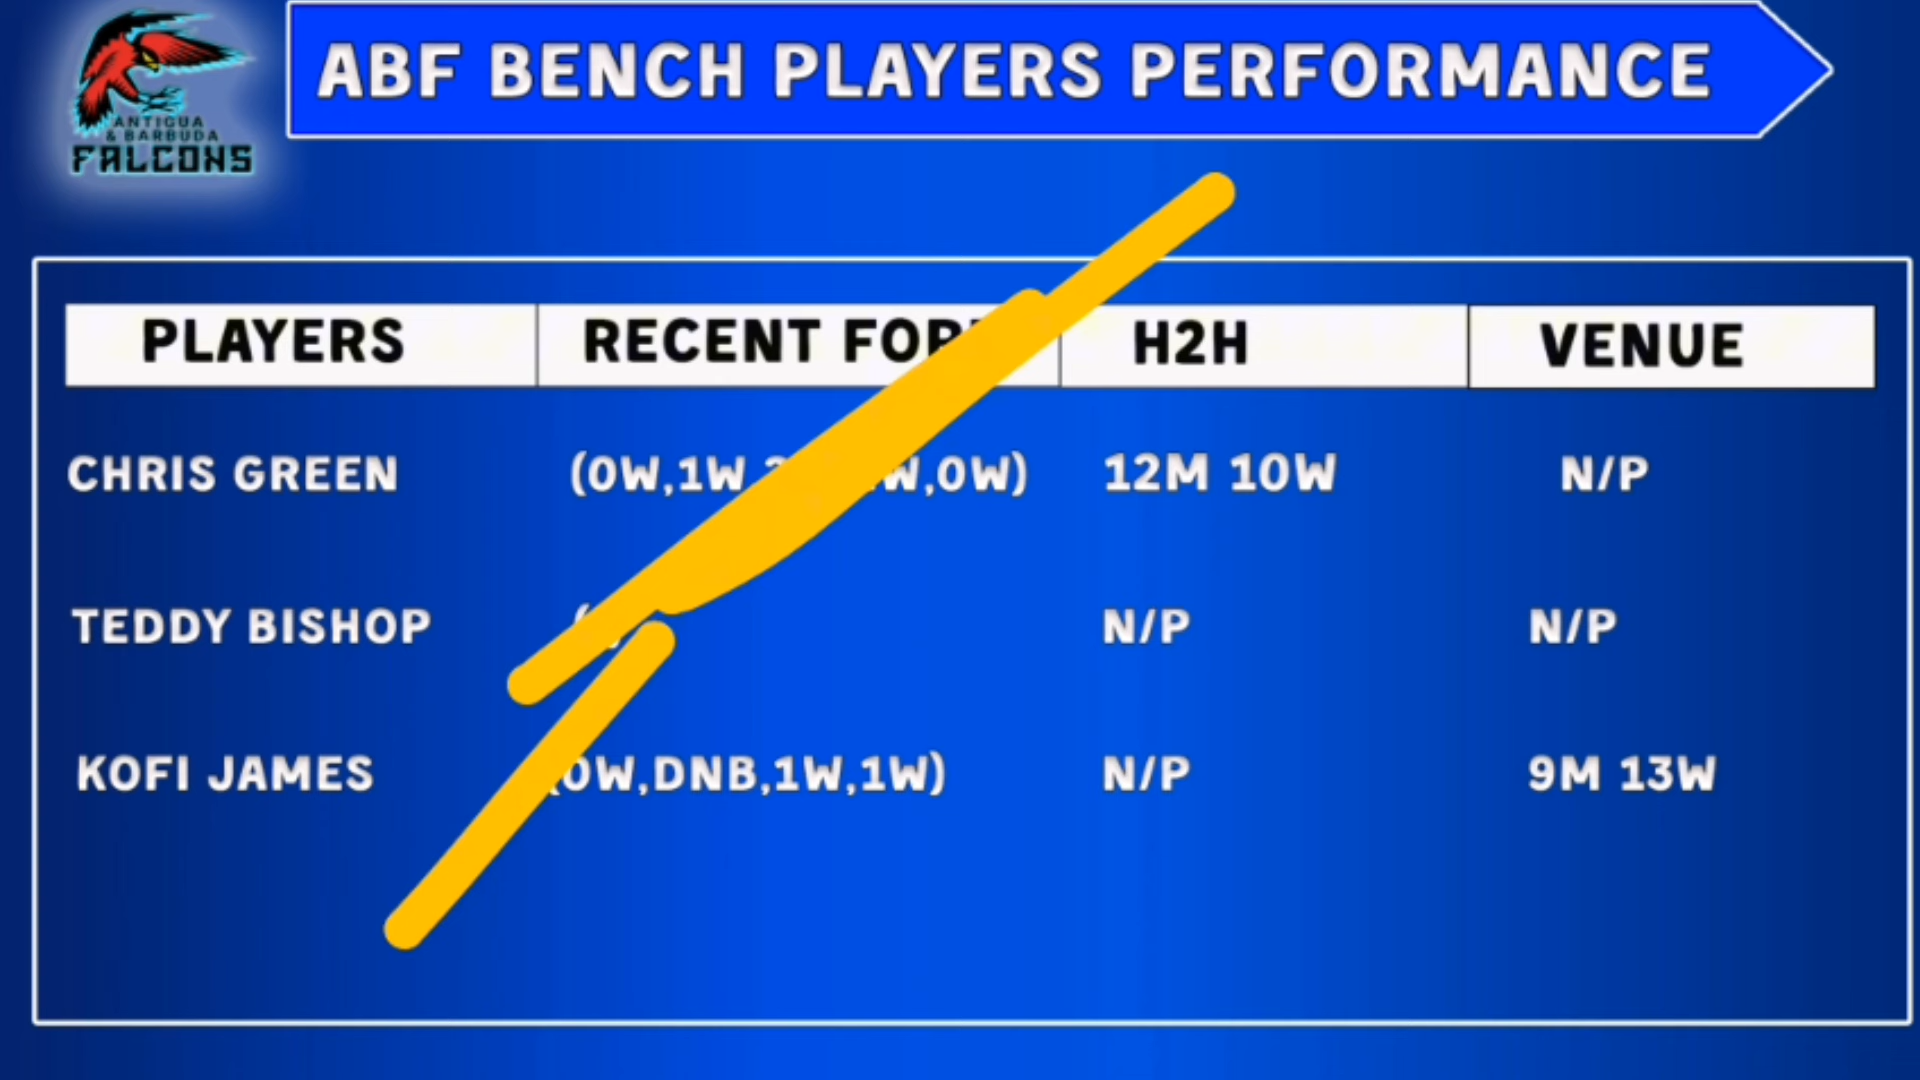 ANTIGUA
& BARBUDA
FALCONS
ABF BENCH PLAYERS PERFORMANCE
PLAYERS RECENT H2H VENUE
CHRIS GREEN (0W,1W ,0W) 12M 10W N/P
TEDDY BISHOP N/P N/P
KOFI JAMES (0W,DNB,1W,1W) N/P 9M 13W